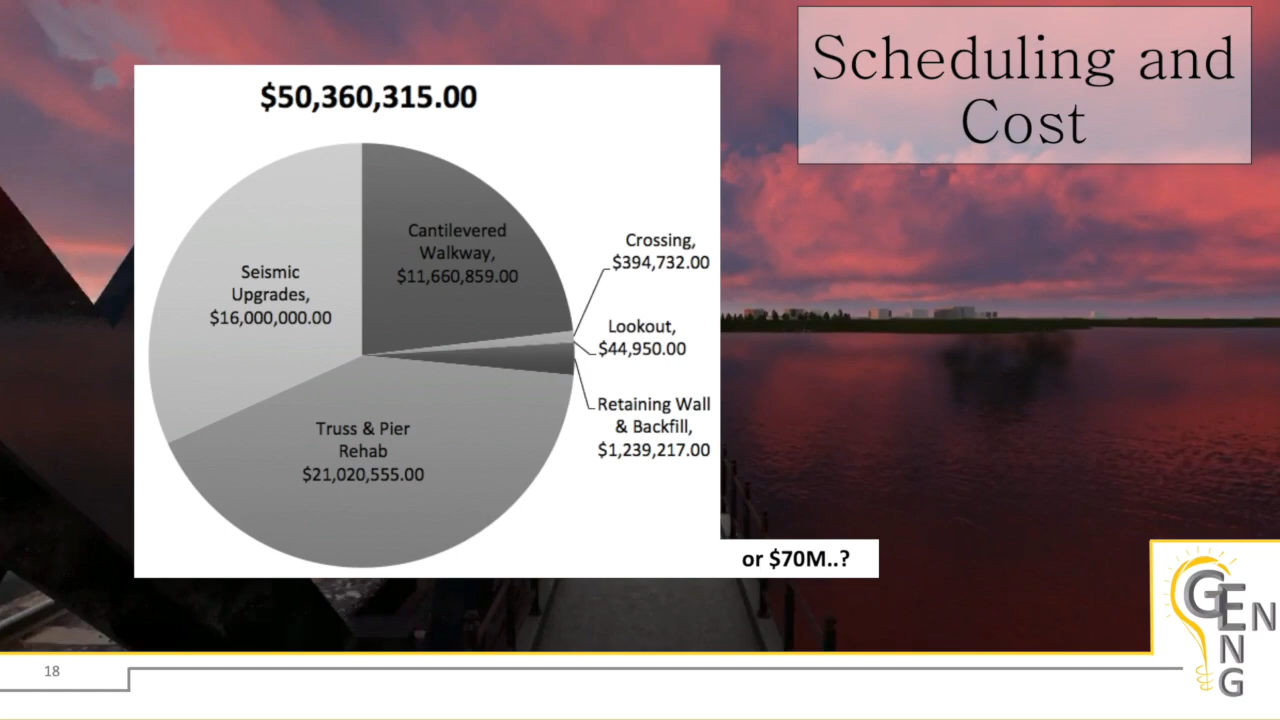 Scheduling and
Cost
$50,360,315.00
Cantilevered
Walkway,
$11,660,859.00
Crossing,
$394,732.00
Lookout,
$44,950.00
Retaining Wall
& Backfill,
$1,239,217.00
Truss & Pier
Rehab
$21,020,555.00
Seismic
Upgrades,
$16,000,000.00
or $70M..?
18
GEN
ENG